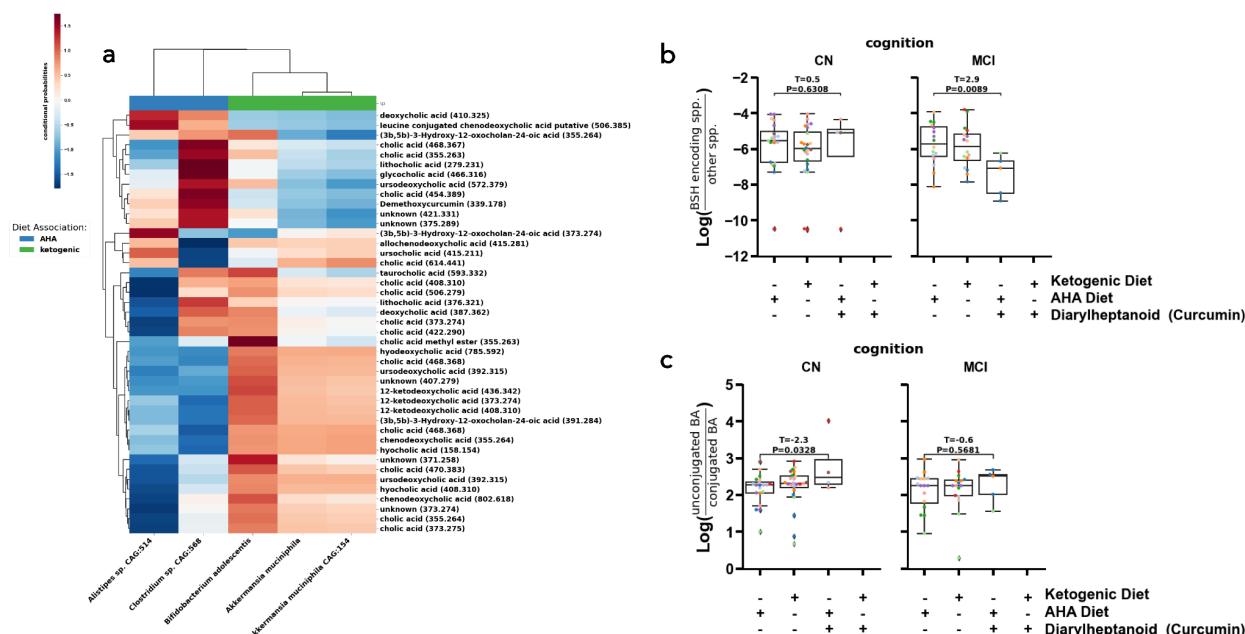 a
1.5
1.0
0.5
0.0
−0.5
−1.0
−1.5
conditional probabilities
Diet Association:
AHA
ketogenic
deoxycholic acid (410.325)
leucine conjugated chenodeoxycholic acid putative (506.385)
(3b,5b)-3-Hydroxy-12-oxocholan-24-oic acid (355.264)
cholic acid (468.367)
cholic acid (355.263)
lithocholic acid (279.231)
glycocholic acid (466.316)
ursodeoxycholic acid (572.379)
cholic acid (454.389)
Demethoxycurcumin (339.178)
unknown (421.331)
unknown (375.289)
(3b,5b)-3-Hydroxy-12-oxocholan-24-oic acid (373.274)
allochenodeoxycholic acid (415.281)
ursocholic acid (415.211)
cholic acid (614.441)
taurocholic acid (593.332)
cholic acid (408.310)
cholic acid (506.279)
lithocholic acid (376.321)
deoxycholic acid (387.362)
cholic acid (373.274)
cholic acid (422.290)
cholic acid methyl ester (355.263)
hyodeoxycholic acid (785.592)
cholic acid (468.368)
ursodeoxycholic acid (392.315)
unknown (407.279)
12-ketodeoxycholic acid (436.342)
12-ketodeoxycholic acid (373.274)
12-ketodeoxycholic acid (408.310)
(3b,5b)-3-Hydroxy-12-oxocholan-24-oic acid (391.284)
cholic acid (468.368)
chenodeoxycholic acid (355.264)
hyocholic acid (158.154)
unknown (371.258)
cholic acid (470.383)
ursodeoxycholic acid (392.315)
hyocholic acid (408.310)
chenodeoxycholic acid (802.618)
unknown (373.274)
cholic acid (355.264)
cholic acid (373.275)
Alistipes sp. CAG:514
Clostridium sp. CAG:568
Bifidobacterium adolescentis
Akkermansia muciniphila
kkermansia muciniphila CAG:154
b
cognition
CN
MCI
−2
−4
−6
−8
−10
−12
Log(BSH encoding spp.
other spp.)
T=0.5
P=0.6308
T=2.9
P=0.0089
- + - + - + - + Ketogenic Diet
+ - + - + - + - AHA Diet
- - + + - - + + Diarylheptanoid (Curcumin)
c
cognition
CN
MCI
5
4
3
2
1
0
Log(unconjugated BA
conjugated BA)
T=-2.3
P=0.0328
T=-0.6
P=0.5681
- + - + - + - + Ketogenic Diet
+ - + - + - + - AHA Diet
- - + + - - + + Diarylheptanoid (Curcumin)